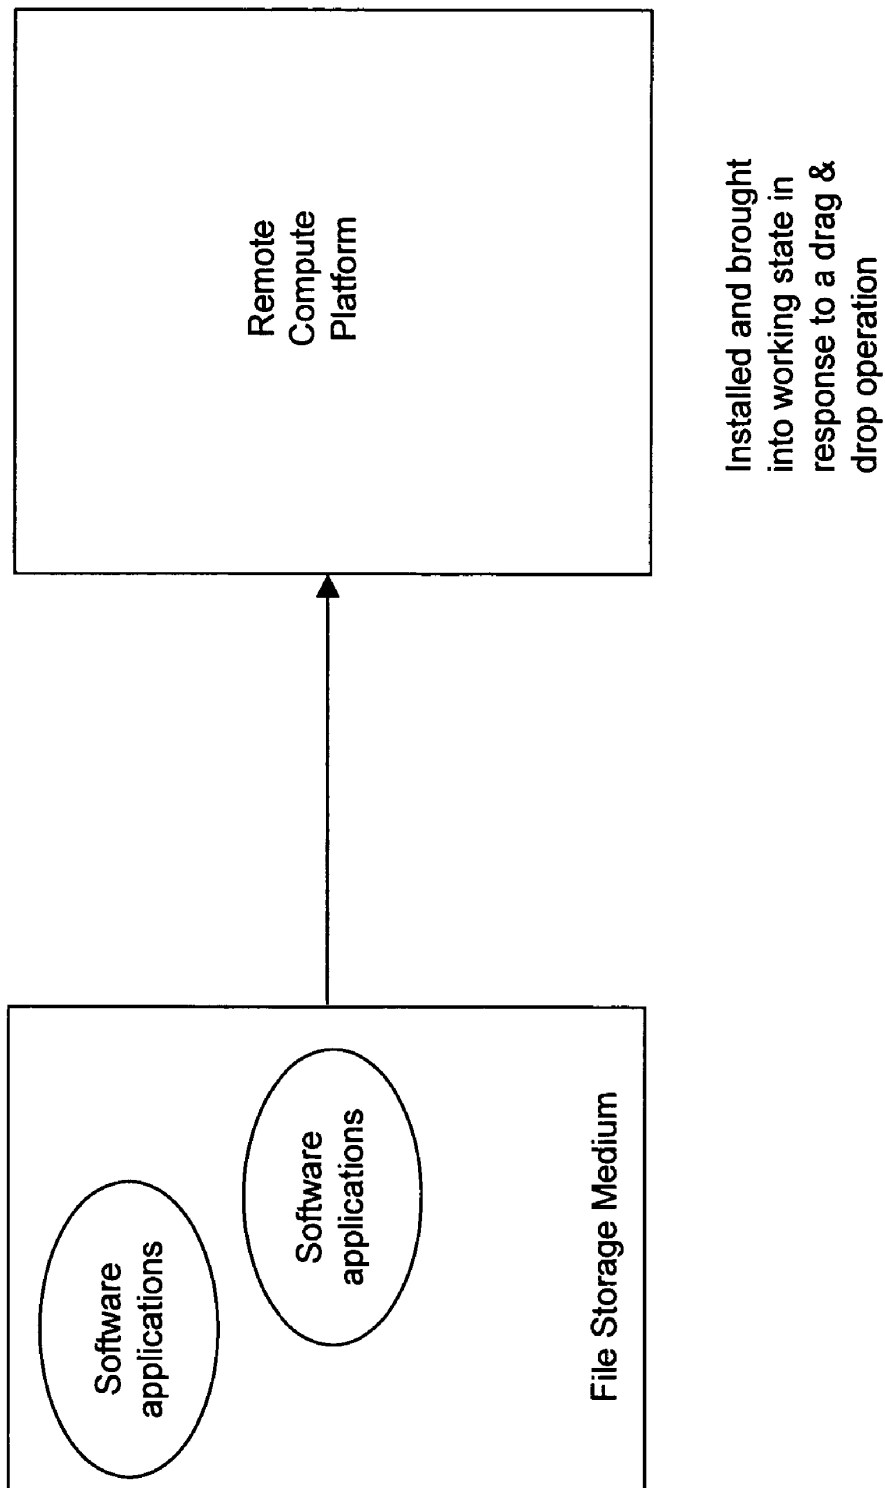 Software
applications
Software
applications
File Storage Medium
Remote
Compute
Platform
Installed and brought
into working state in
response to a drag &
drop operation